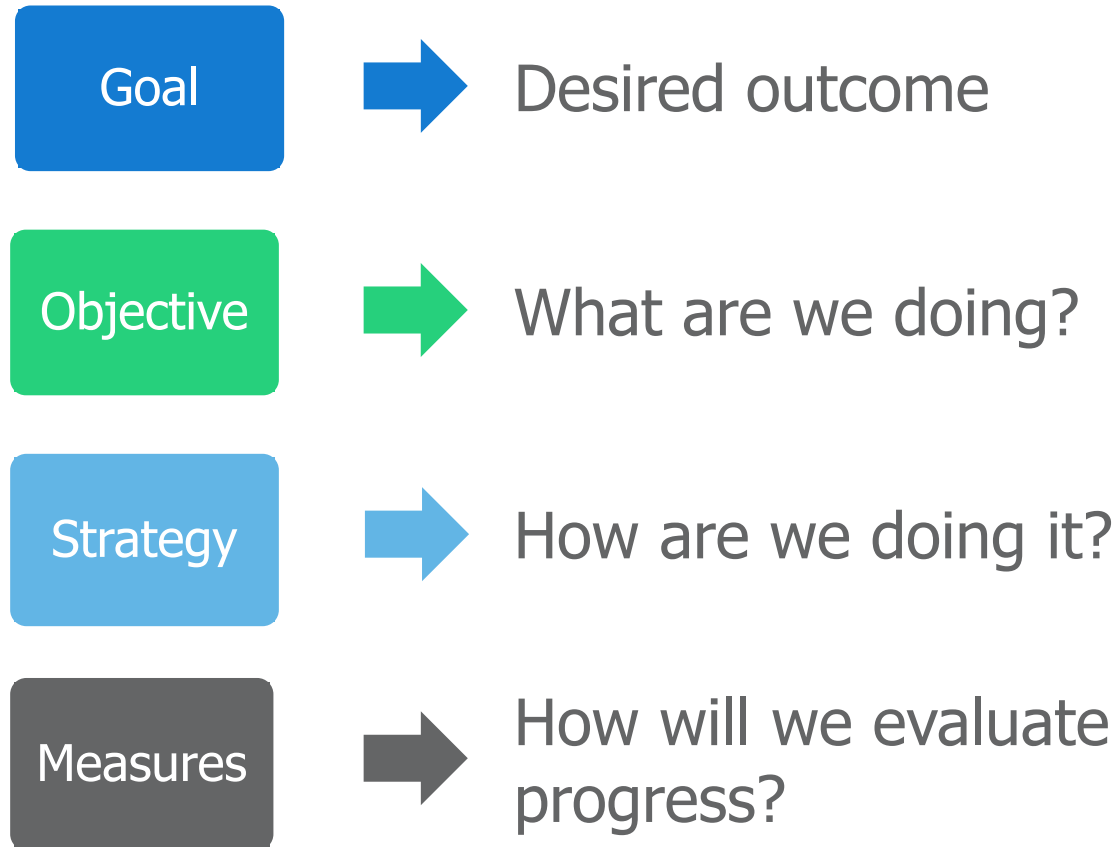 Goal
Desired outcome
Objective
What are we doing?
Strategy
How are we doing it?
Measures
How will we evaluate
progress?